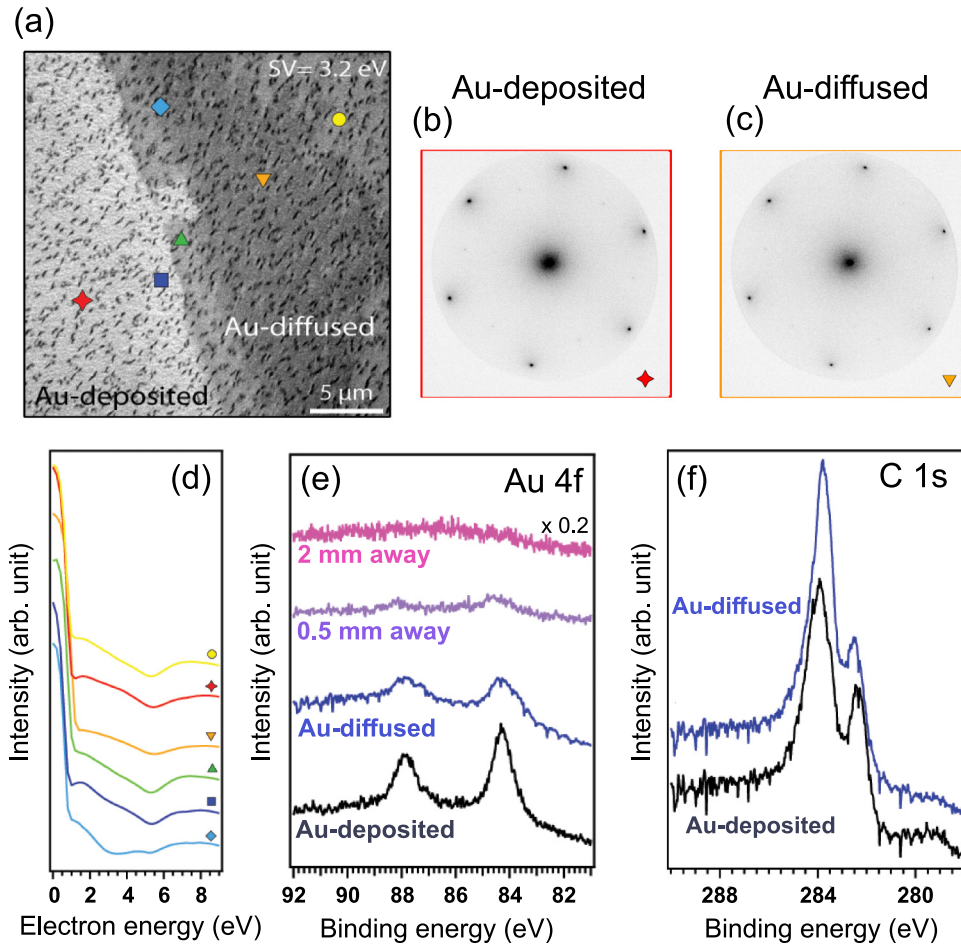 (a)
SV= 3.2 eV
Au-diffused
Au-deposited
5 μm
Au-deposited
(b)
Au-diffused
(c)
(d)
Intensity (arb. unit)
0 2 4 6 8
Electron energy (eV)
(e)
Au 4f
x 0.2
2 mm away
0.5 mm away
Au-diffused
Au-deposited
Intensity (arb. unit)
92 90 88 86 84 82
Binding energy (eV)
(f)
C 1s
Au-diffused
Au-deposited
Intensity (arb. unit)
288 284 280
Binding energy (eV)